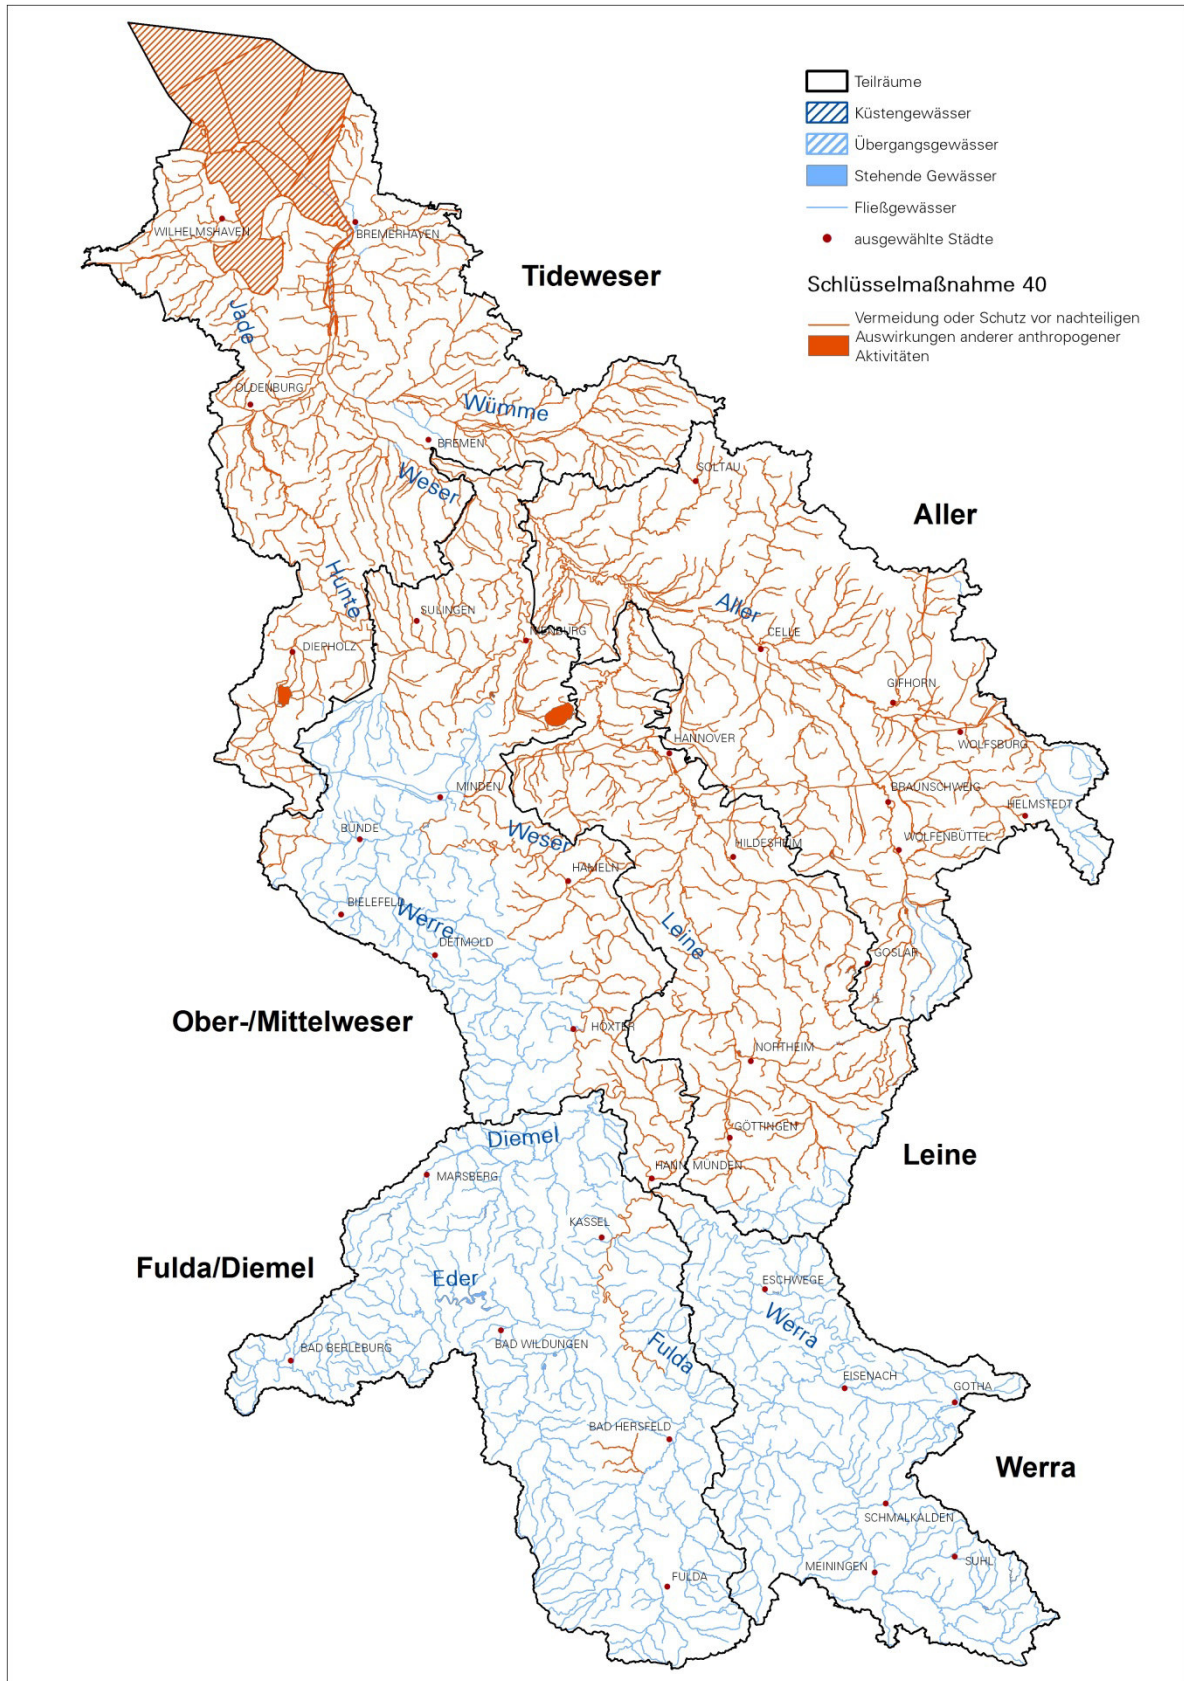 Teilräume
Küstengewässer
Übergangsgewässer
Stehende Gewässer
Fließgewässer
ausgewählte Städte
Schlüsselmaßnahme 40
Vermeidung oder Schutz vor nachteiligen
Auswirkungen anderer anthropogener
Aktivitäten
WILHELMSHAVEN
BREMERHAVEN
Tideweser
Jade
OLDENBURG
Wümme
BREMEN
Weser
SOLTAU
Aller
Hunte
SULINGEN
Aller
NIENBURG
CELLE
DIEPHOLZ
GIFHORN
HANNOVER
WOLFSBURG
MINDEN
BRAUNSCHWEIG
HELMSTEDT
BÜNDE
Weser
HILDESHEIM
WOLFENBÜTTEL
HAMELN
BIELEFELD
Werre
Leine
DETMOLD
GOSLAR
Ober-/Mittelweser
HÖXTER
NORTHEIM
Diemel
GÖTTINGEN
Leine
MARSBERG
HANN. MÜNDEN
KASSEL
Fulda/Diemel
Eder
ESCHWEGE
Werra
BAD BERLEBURG
BAD WILDUNGEN
Fulda
EISENACH
GOTHA
BAD HERSFELD
Werra
SCHMALKALDEN
MEININGEN
SUHL
FULDA